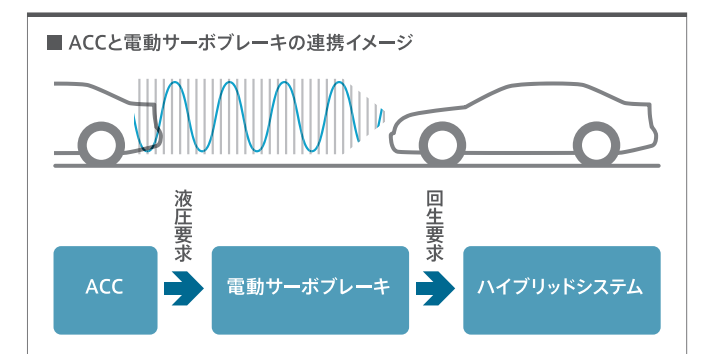 ■ ACCと電動サーボブレーキの連携イメージ
液圧要求
回生要求
ACC
電動サーボブレーキ
ハイブリッドシステム